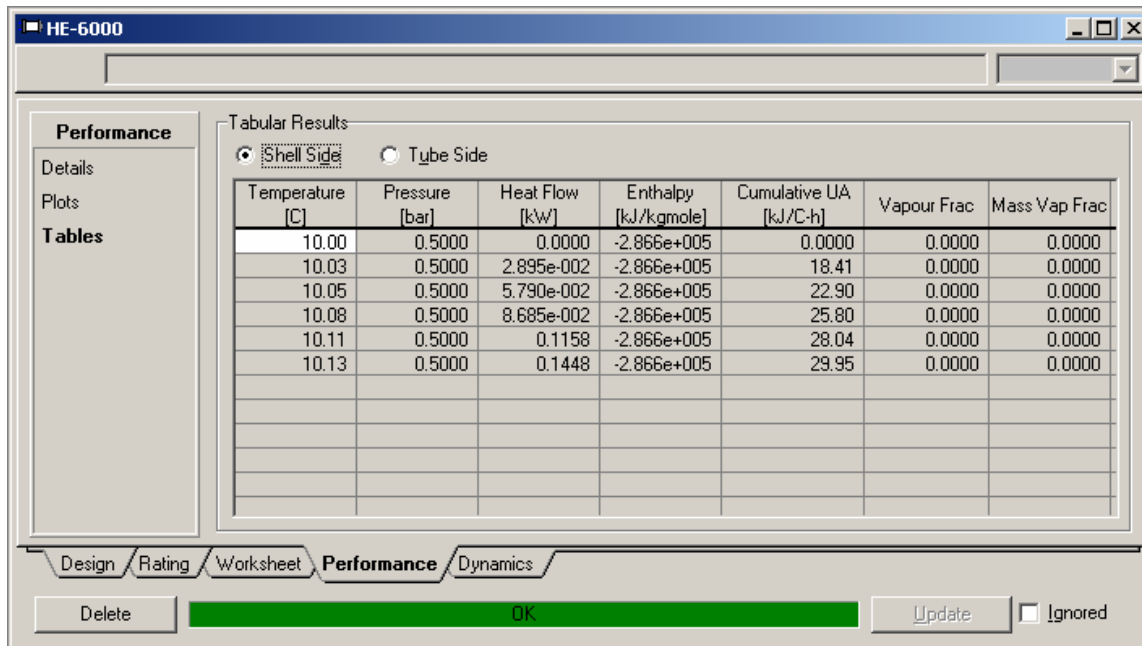 HE-6000
Performance
Details
Plots
Tables
Tabular Results
Shell Side Tube Side
Temperature [C] Pressure [bar] Heat Flow [kW] Enthalpy [kJ/kgmole] Cumulative UA [kJ/C-h] Vapour Frac Mass Vap Frac
10.00 0.5000 0.0000 -2.866e+005 0.0000 0.0000 0.0000
10.03 0.5000 2.895e-002 -2.866e+005 18.41 0.0000 0.0000
10.05 0.5000 5.790e-002 -2.866e+005 22.90 0.0000 0.0000
10.08 0.5000 8.685e-002 -2.866e+005 25.80 0.0000 0.0000
10.11 0.5000 0.1158 -2.866e+005 28.04 0.0000 0.0000
10.13 0.5000 0.1448 -2.866e+005 29.95 0.0000 0.0000
Design Rating Worksheet Performance Dynamics
Delete OK Update Ignored